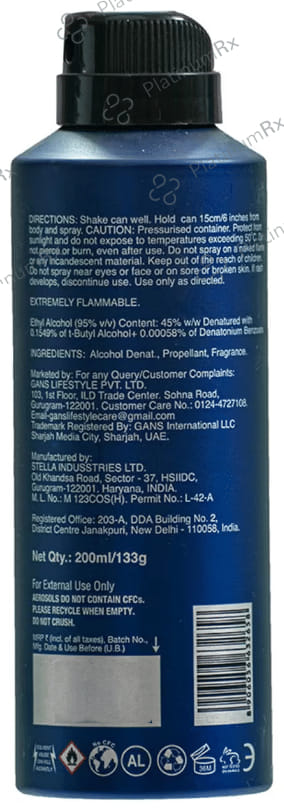 PlatinumRx
DIRECTIONS: Shake can well. Hold can 15cm/6 inches from
body and spray. CAUTION: Pressurised container. Protect from
sunlight and do not expose to temperatures exceeding 50°C. Do
not pierce or burn, even after use. Do not spray on a naked flame
or any incandescent material. Keep out of the reach of children.
Do not spray near eyes or face or on sore or broken skin. If rash
develops, discontinue use. Use only as directed.
EXTREMELY FLAMMABLE.
Ethyl Alcohol (95% v/v) Content: 45% w/w Denatured with
0.1549% of t-Butyl Alcohol+ 0.00058% of Denatonium Benzoate
INGREDIENTS: Alcohol Denat., Propellant, Fragrance.
Marketed by: For any Query/Customer Complaints:
GANS LIFESTYLE PVT. LTD.
103, 1st Floor, ILD Trade Center, Sohna Road,
Gurugram-122001. Customer Care No.: 0124-4727108.
Email-ganslifestylecare@gmail.com
Trademark Registered By: GANS International LLC
Sharjah Media City, Sharjah, UAE.
Manufactured by:
STELLA INDUSSTRIES LTD.
Old Khandsa Road, Sector - 37, HSIIDC,
Gurugram-122001. Haryana, INDIA.
M. L. No.: M 123COS(H). Permit No.: L-42-A
Registered Office: 203-A, DDA Building No. 2,
District Centre Janakpuri, New Delhi - 110058, India.
Net Qty.: 200ml/133g
For External Use Only
AEROSOLS DO NOT CONTAIN CFCs.
PLEASE RECYCLE WHEN EMPTY.
DO NOT CRUSH.
MRP ₹ (incl. of all taxes), Batch No.,
Mfg. Date & Use Before (U.B.)
No CFC
AL
36M